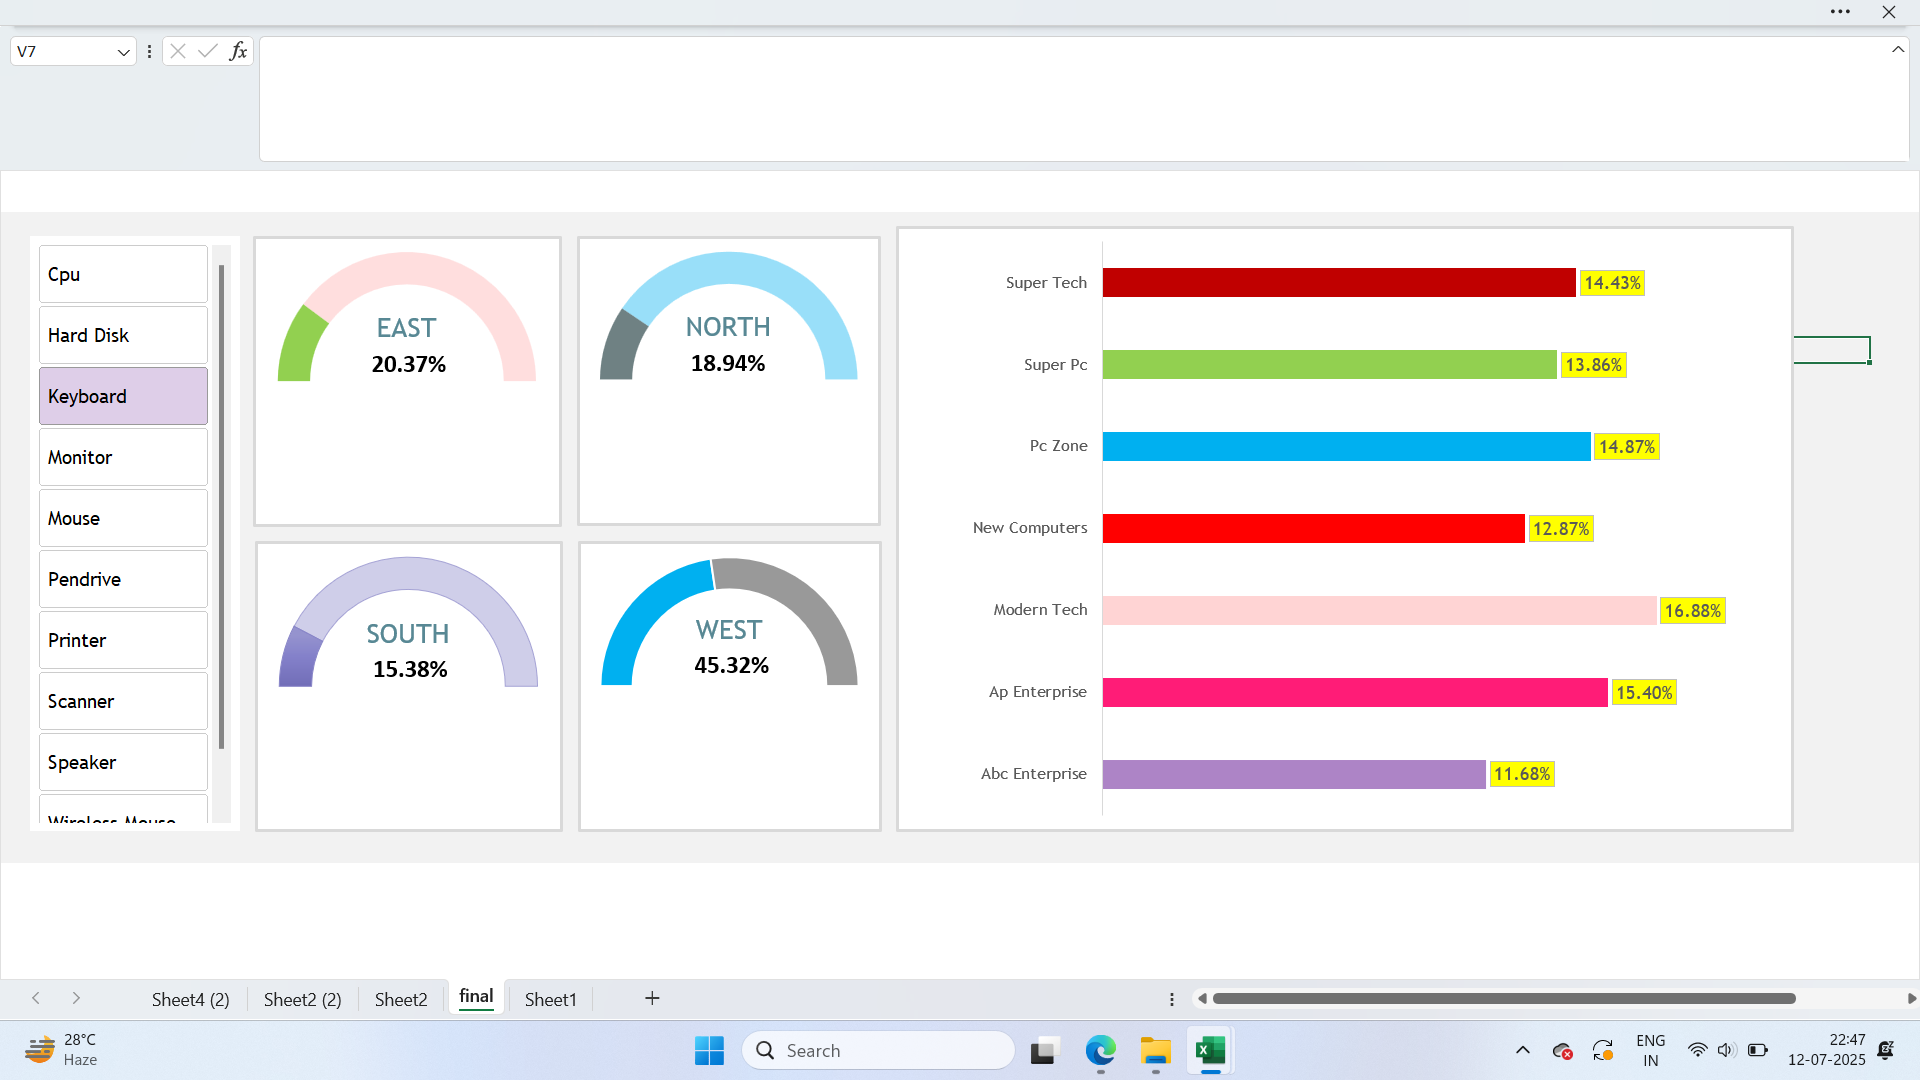 V7
fx
Cpu
Hard Disk
Keyboard
Monitor
Mouse
Pendrive
Printer
Scanner
Speaker
Wireless Mouse
EAST
20.37%
NORTH
18.94%
SOUTH
15.38%
WEST
45.32%
Super Tech 14.43%
Super Pc 13.86%
Pc Zone 14.87%
New Computers 12.87%
Modern Tech 16.88%
Ap Enterprise 15.40%
Abc Enterprise 11.68%
Sheet4 (2) Sheet2 (2) Sheet2 final Sheet1
28°C
Haze
Search
ENG
IN
22:47
12-07-2025